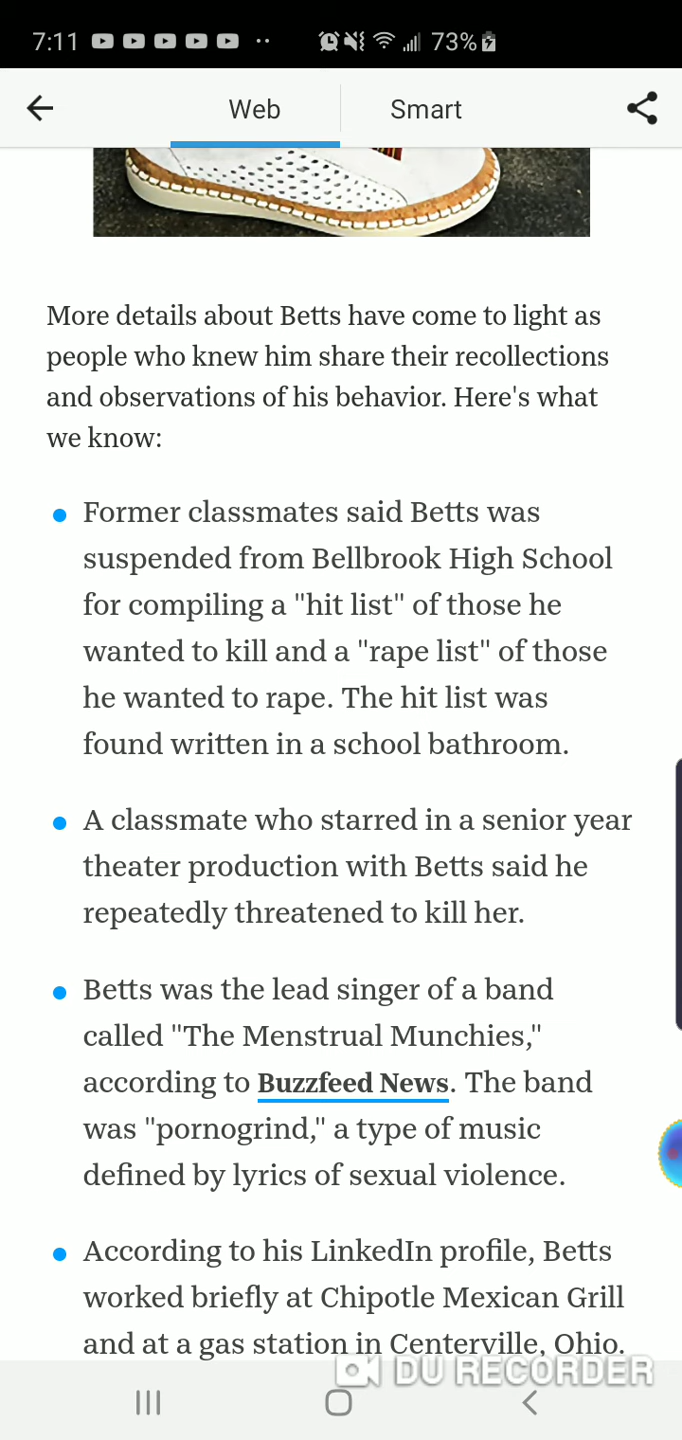 7:11 73%
Web Smart
More details about Betts have come to light as
people who knew him share their recollections
and observations of his behavior. Here's what
we know:
Former classmates said Betts was
suspended from Bellbrook High School
for compiling a "hit list" of those he
wanted to kill and a "rape list" of those
he wanted to rape. The hit list was
found written in a school bathroom.
A classmate who starred in a senior year
theater production with Betts said he
repeatedly threatened to kill her.
Betts was the lead singer of a band
called "The Menstrual Munchies,"
according to Buzzfeed News. The band
was "pornogrind," a type of music
defined by lyrics of sexual violence.
According to his LinkedIn profile, Betts
worked briefly at Chipotle Mexican Grill
and at a gas station in Centerville, Ohio.
DU RECORDER